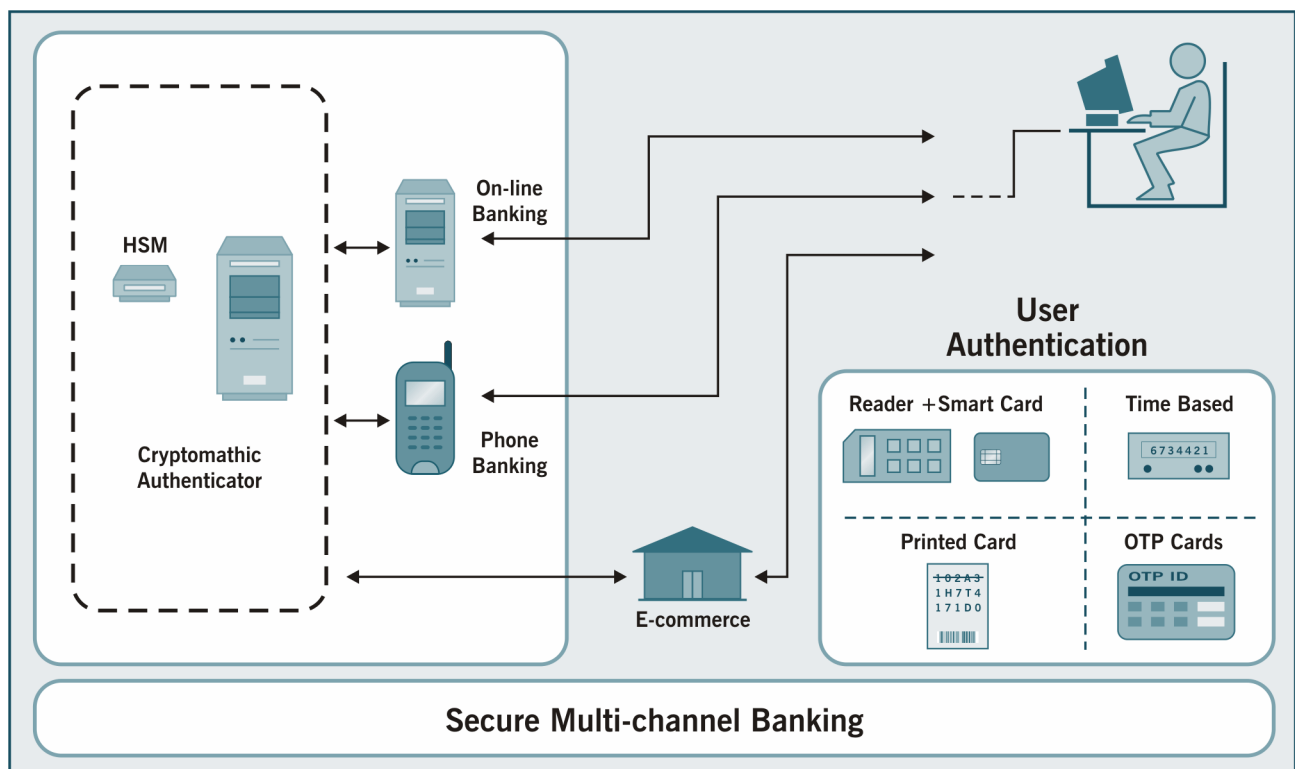 HSM
Cryptomathic
Authenticator
On-line
Banking
Phone
Banking
E-commerce
User
Authentication
Reader +Smart Card
Time Based
6734421
Printed Card
102A3
1H7T4
171D0
OTP Cards
OTP ID
Secure Multi-channel Banking